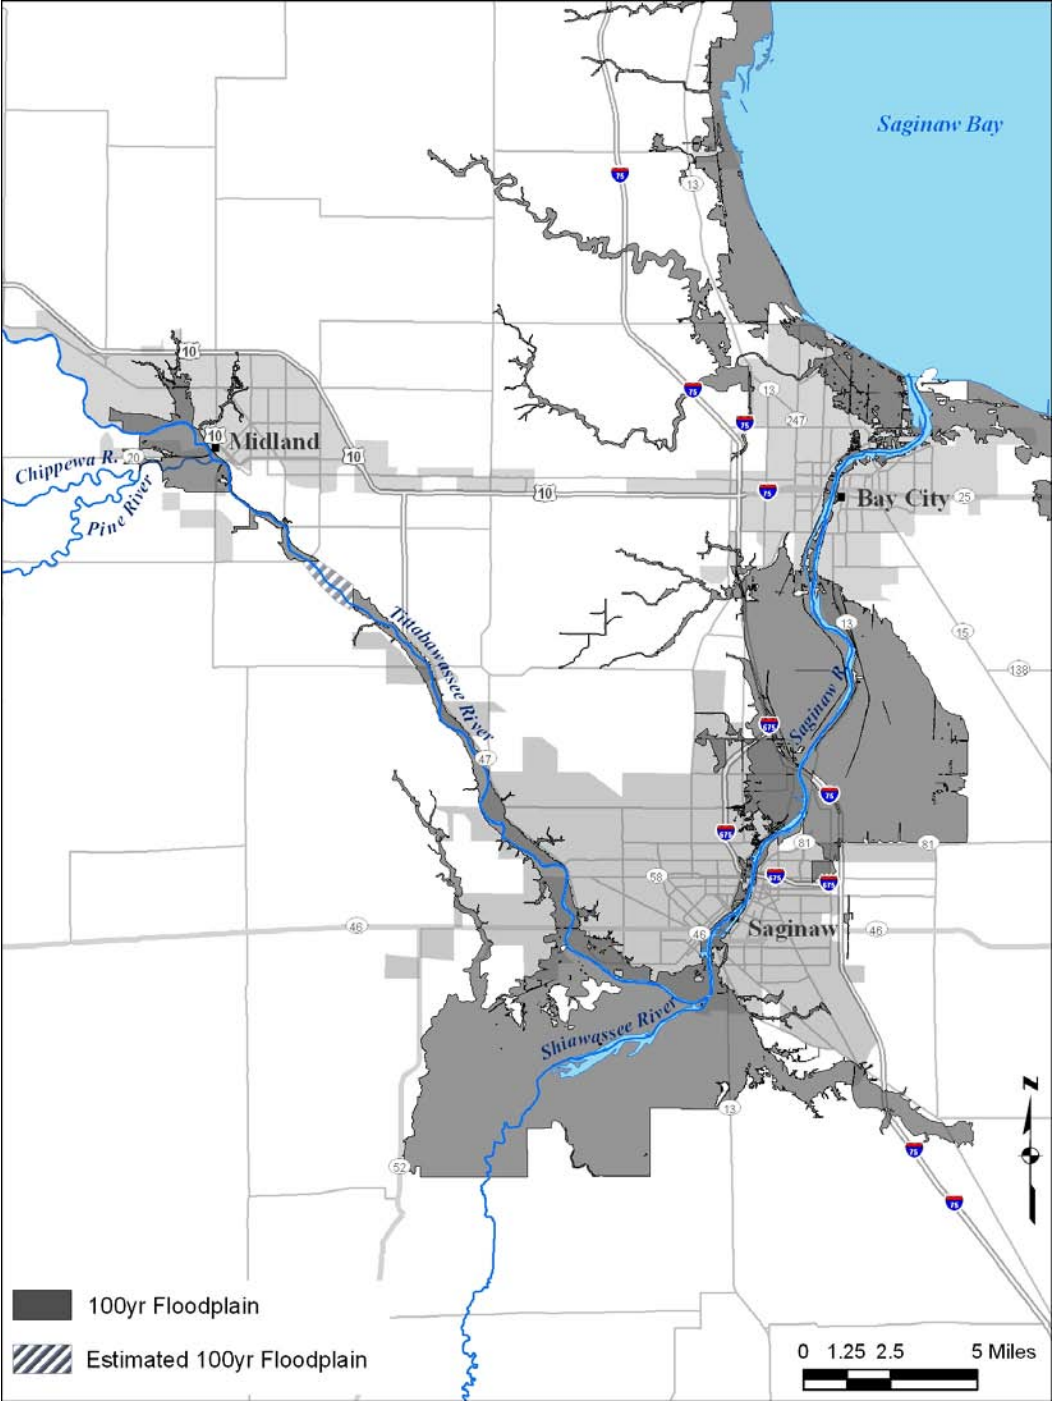 Saginaw Bay
75
13
10
75
13
75
247
10
Midland
Chippewa R.
20
10
75
10
Bay City
25
Pine River
Tittabawassee River
13
15
138
Saginaw R.
675
47
75
675
81
81
58
675
675
46
46
Saginaw
46
Shiawassee River
13
N
75
52
75
100yr Floodplain
Estimated 100yr Floodplain
0 1.25 2.5 5 Miles